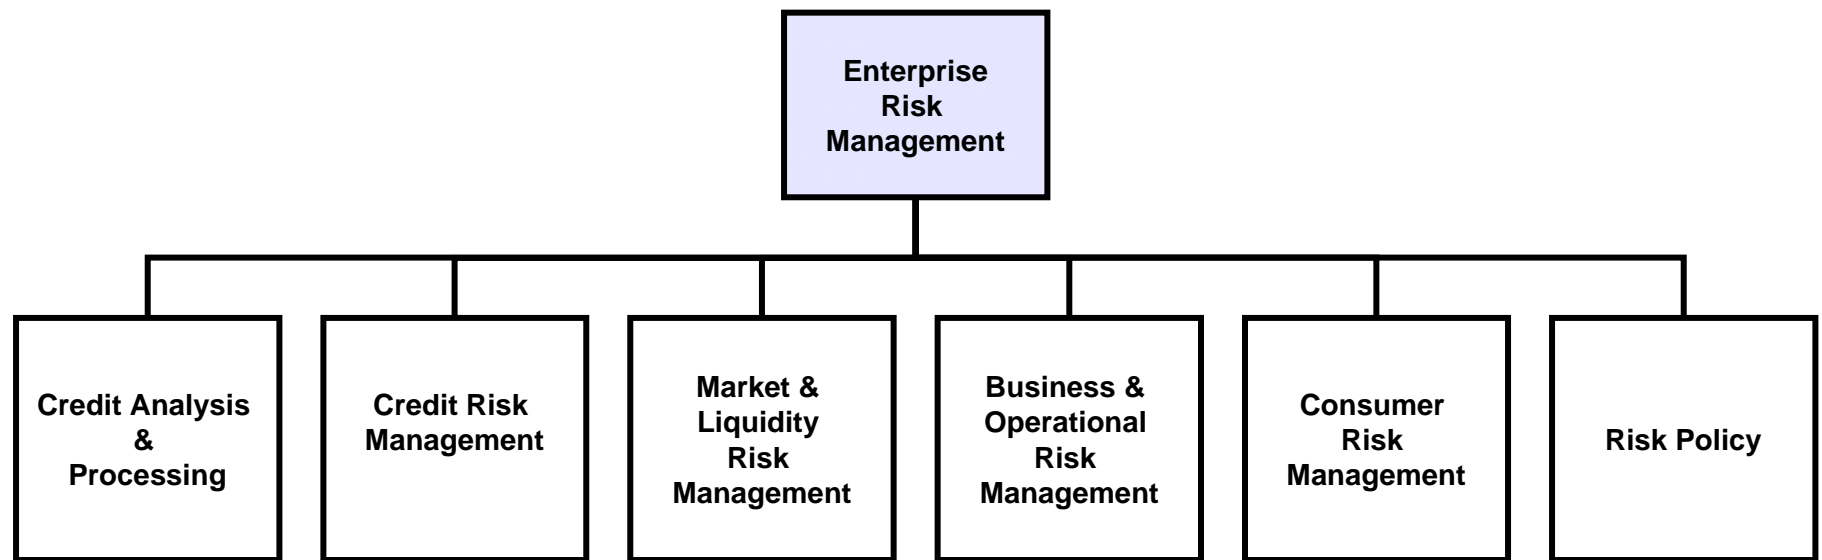 Enterprise
Risk
Management
Credit Analysis
&
Processing
Credit Risk
Management
Market &
Liquidity
Risk
Management
Business &
Operational
Risk
Management
Consumer
Risk
Management
Risk Policy